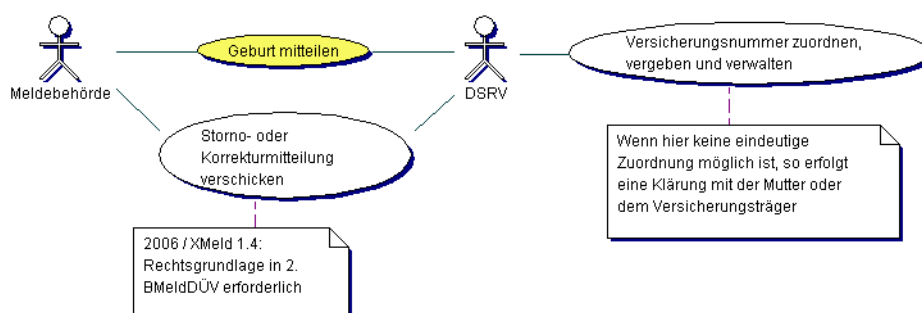 Geburt mitteilen
Meldebehörde
DSRV
Versicherungsnummer zuordnen,
vergeben und verwalten
Storno- oder
Korrekturmitteilung
verschicken
Wenn hier keine eindeutige
Zuordnung möglich ist, so erfolgt
eine Klärung mit der Mutter oder
dem Versicherungsträger
2006 / XMeld 1.4:
Rechtsgrundlage in 2.
BMeldDÜV erforderlich